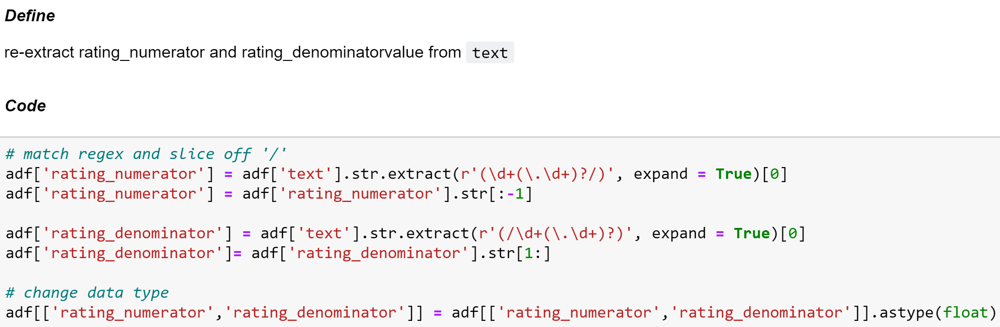 Define
re-extract rating_numerator and rating_denominatorvalue from text
Code
# match regex and slice off '/'
adf['rating_numerator'] = adf['text'].str.extract(r'(\d+(\.\d+)?/)', expand = True)[0]
adf['rating_numerator'] = adf['rating_numerator'].str[:-1]
adf['rating_denominator'] = adf['text'].str.extract(r'(/\d+(\.\d+)?)', expand = True)[0]
adf['rating_denominator']= adf['rating_denominator'].str[1:]
# change data type
adf[['rating_numerator','rating_denominator']] = adf[['rating_numerator','rating_denominator']].astype(float)